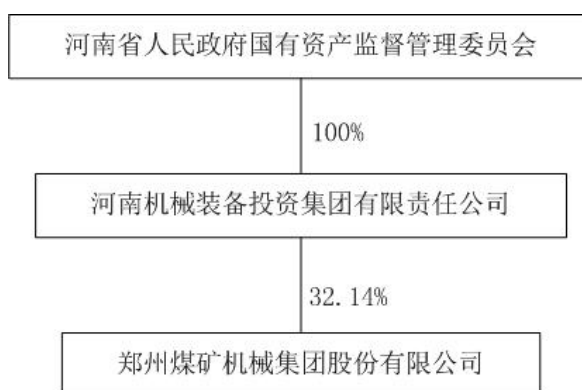 河南省人民政府国有资产监督管理委员会
100%
河南机械装备投资集团有限责任公司
32.14%
郑州煤矿机械集团股份有限公司